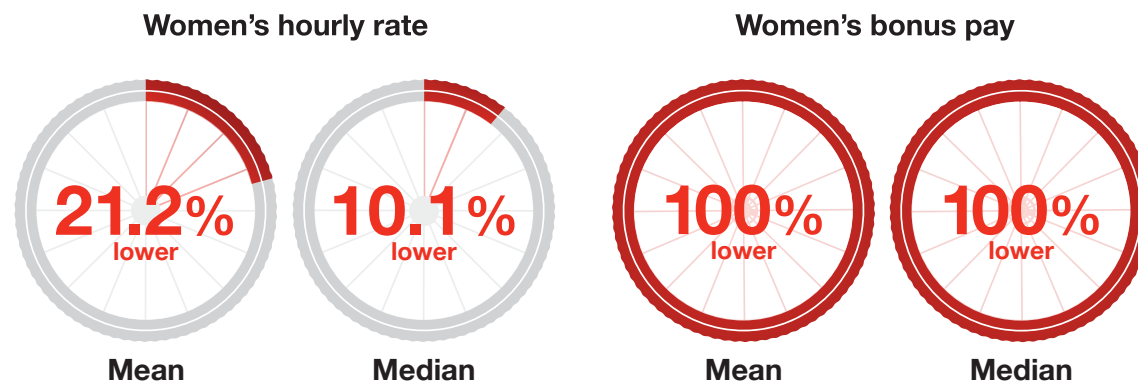 Women’s hourly rate
Women’s bonus pay
21.2%
lower
10.1%
lower
100%
lower
100%
lower
Mean
Median
Mean
Median